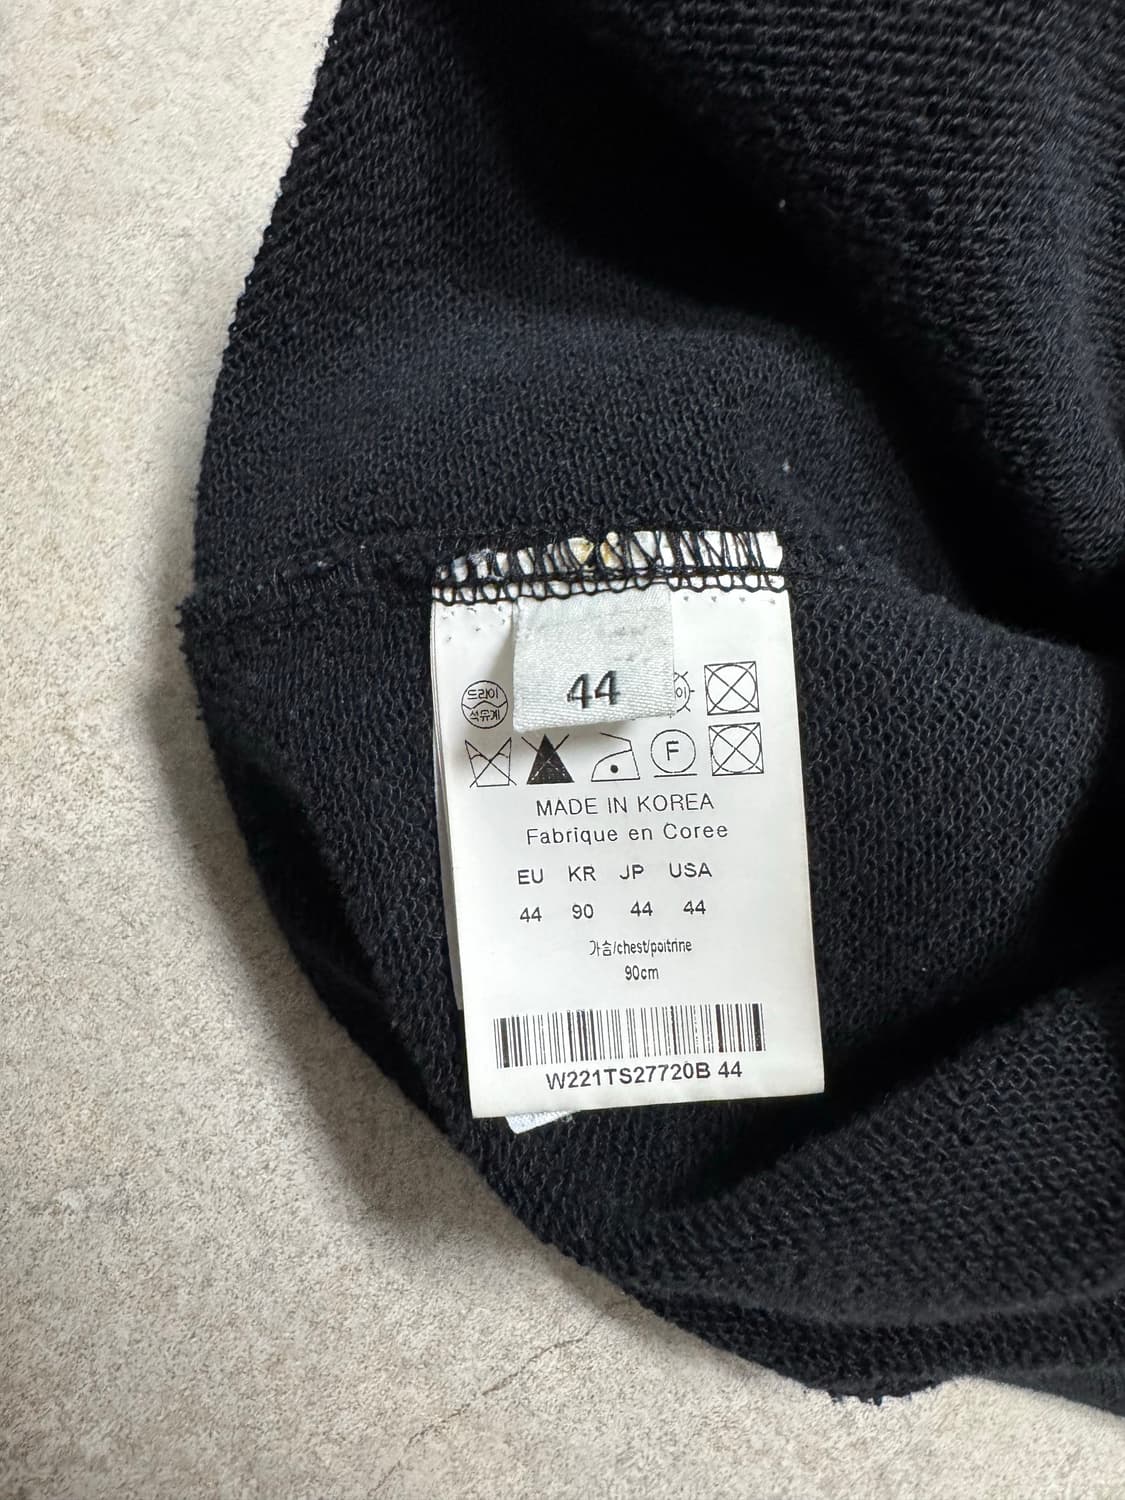 44
드라이
석유계
이
F
MADE IN KOREA
Fabrique en Coree
EU KR JP USA
44 90 44 44
가슴/chest/poitrine
90cm
W221TS27720B 44